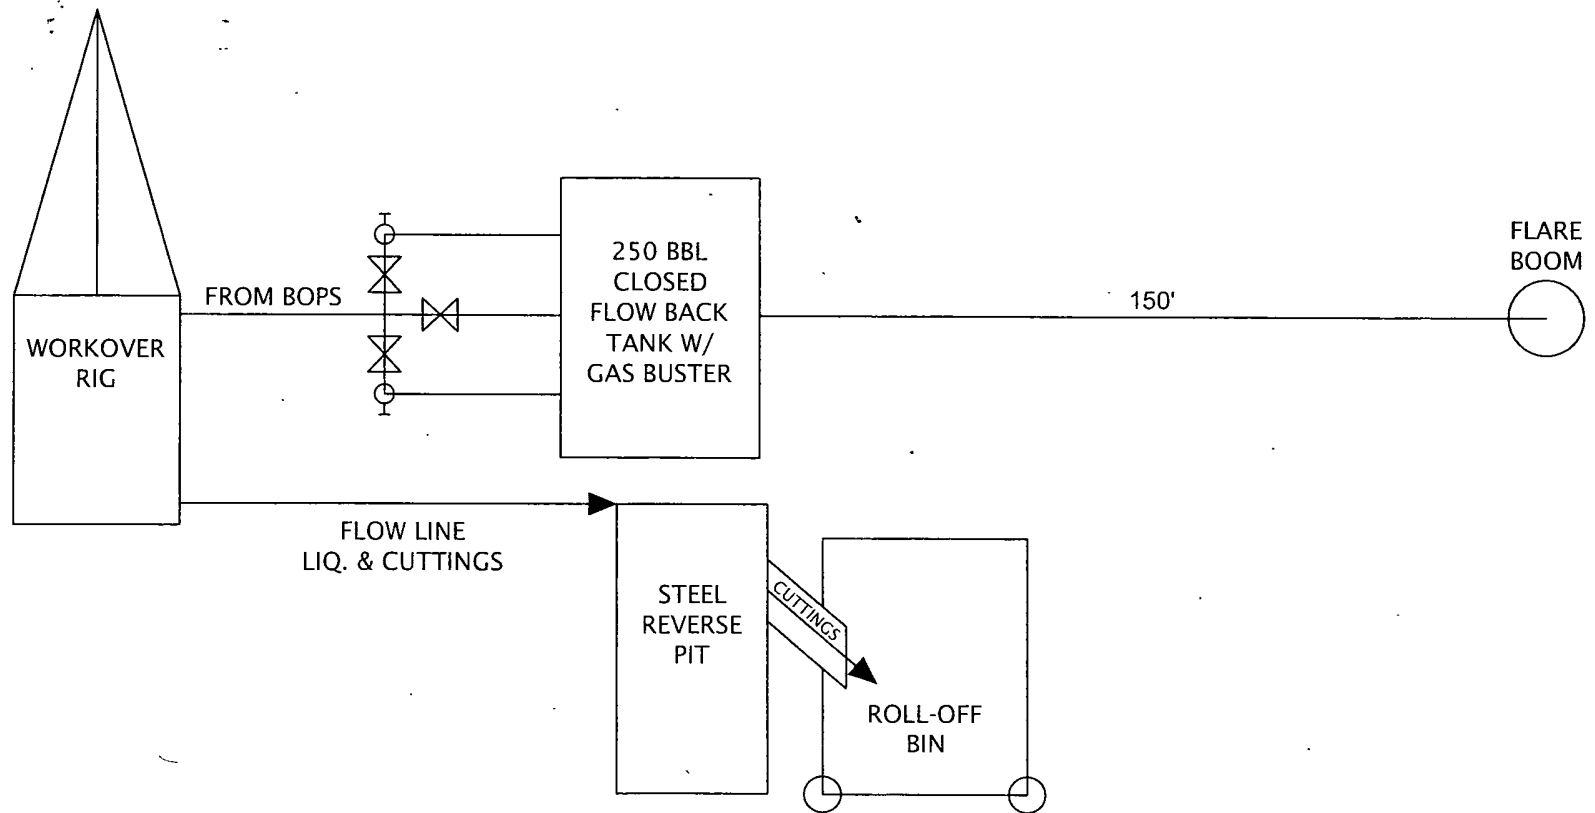 FLARE
BOOM
250 BBL
CLOSED
FLOW BACK
TANK W/
GAS BUSTER
FROM BOPS
150'
WORKOVER
RIG
FLOW LINE
LIQ. & CUTTINGS
STEEL
REVERSE
PIT
CUTTINGS
ROLL-OFF
BIN